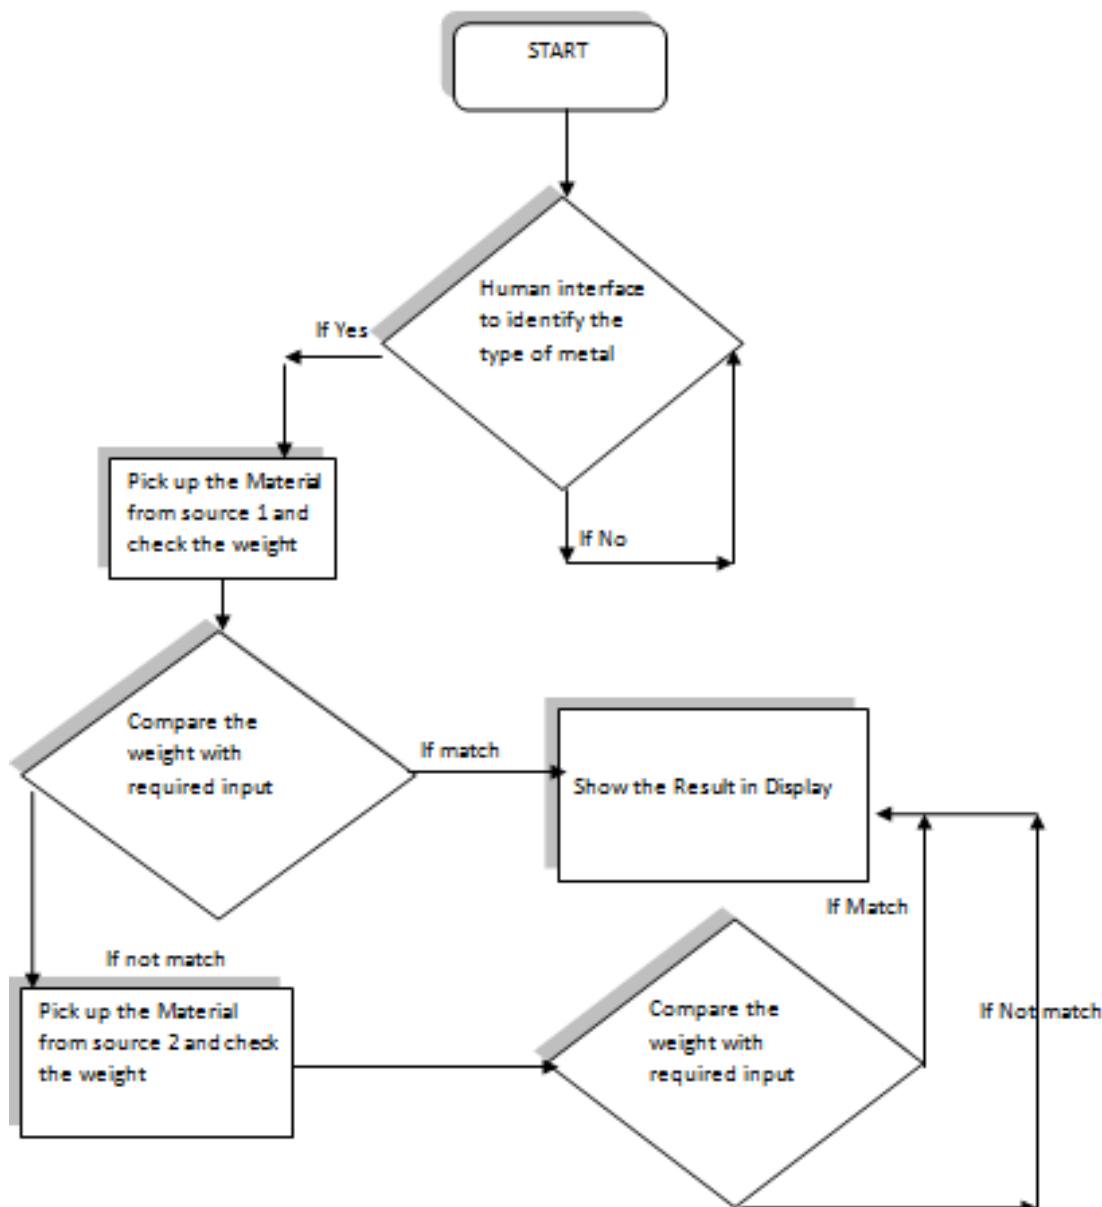 START
Human interface
to identify the
type of metal
If Yes
If No
Pick up the Material
from source 1 and
check the weight
Compare the
weight with
required input
If match
Show the Result in Display
If not match
Pick up the Material
from source 2 and check
the weight
Compare the
weight with
required input
If Match
If Not match